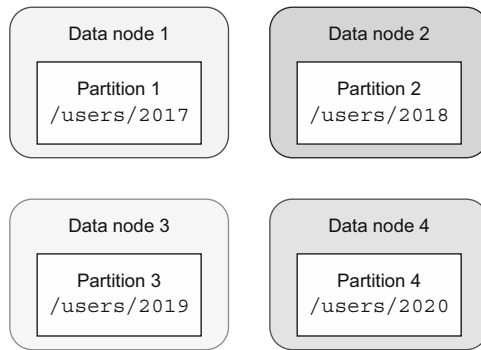 Data node 1
Partition 1
/users/2017
Data node 2
Partition 2
/users/2018
Data node 3
Partition 3
/users/2019
Data node 4
Partition 4
/users/2020